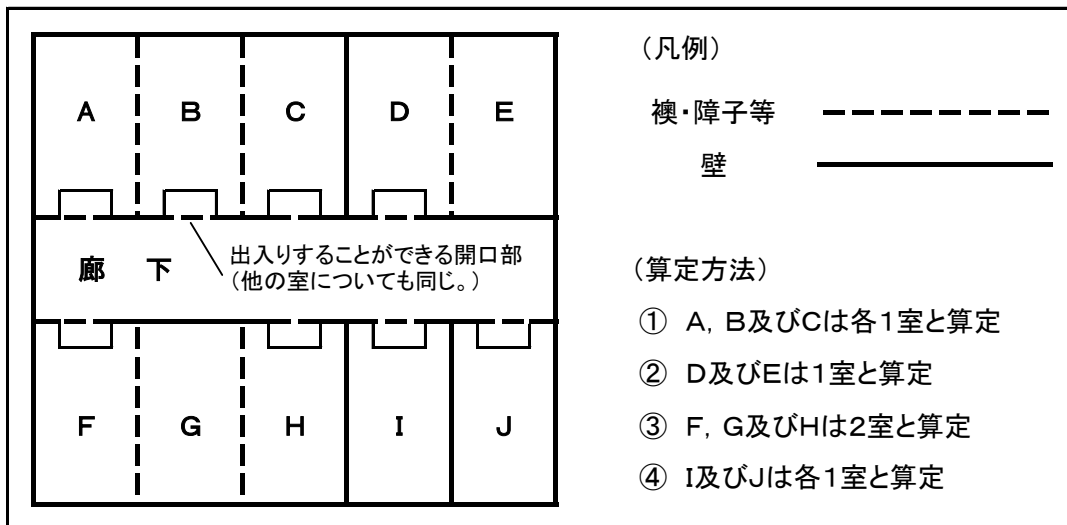 A
B
C
D
E
出入りすることができる開口部
(他の室についても同じ。)
廊 下
F
G
H
I
J
(凡例)
襖・障子等
壁
(算定方法)
① A, B及びCは各1室と算定
② D及びEは1室と算定
③ F, G及びHは2室と算定
④ I及びJは各1室と算定